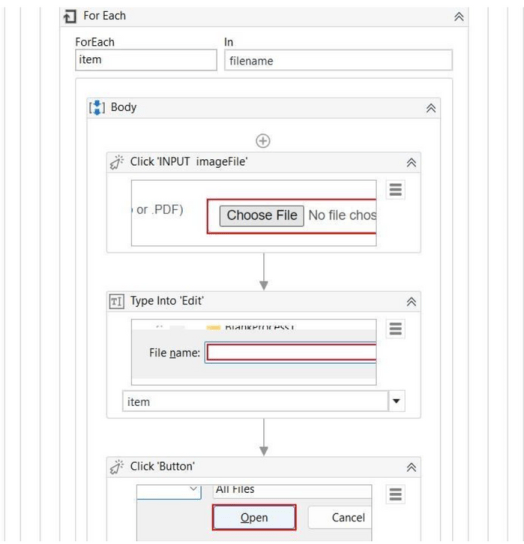 For Each
ForEach In
item filename
Body
Click 'INPUT imageFile'
or .PDF)
Choose File No file chos
Type Into 'Edit'
BlankProcess1
File name:
item
Click 'Button'
All Files
Open Cancel